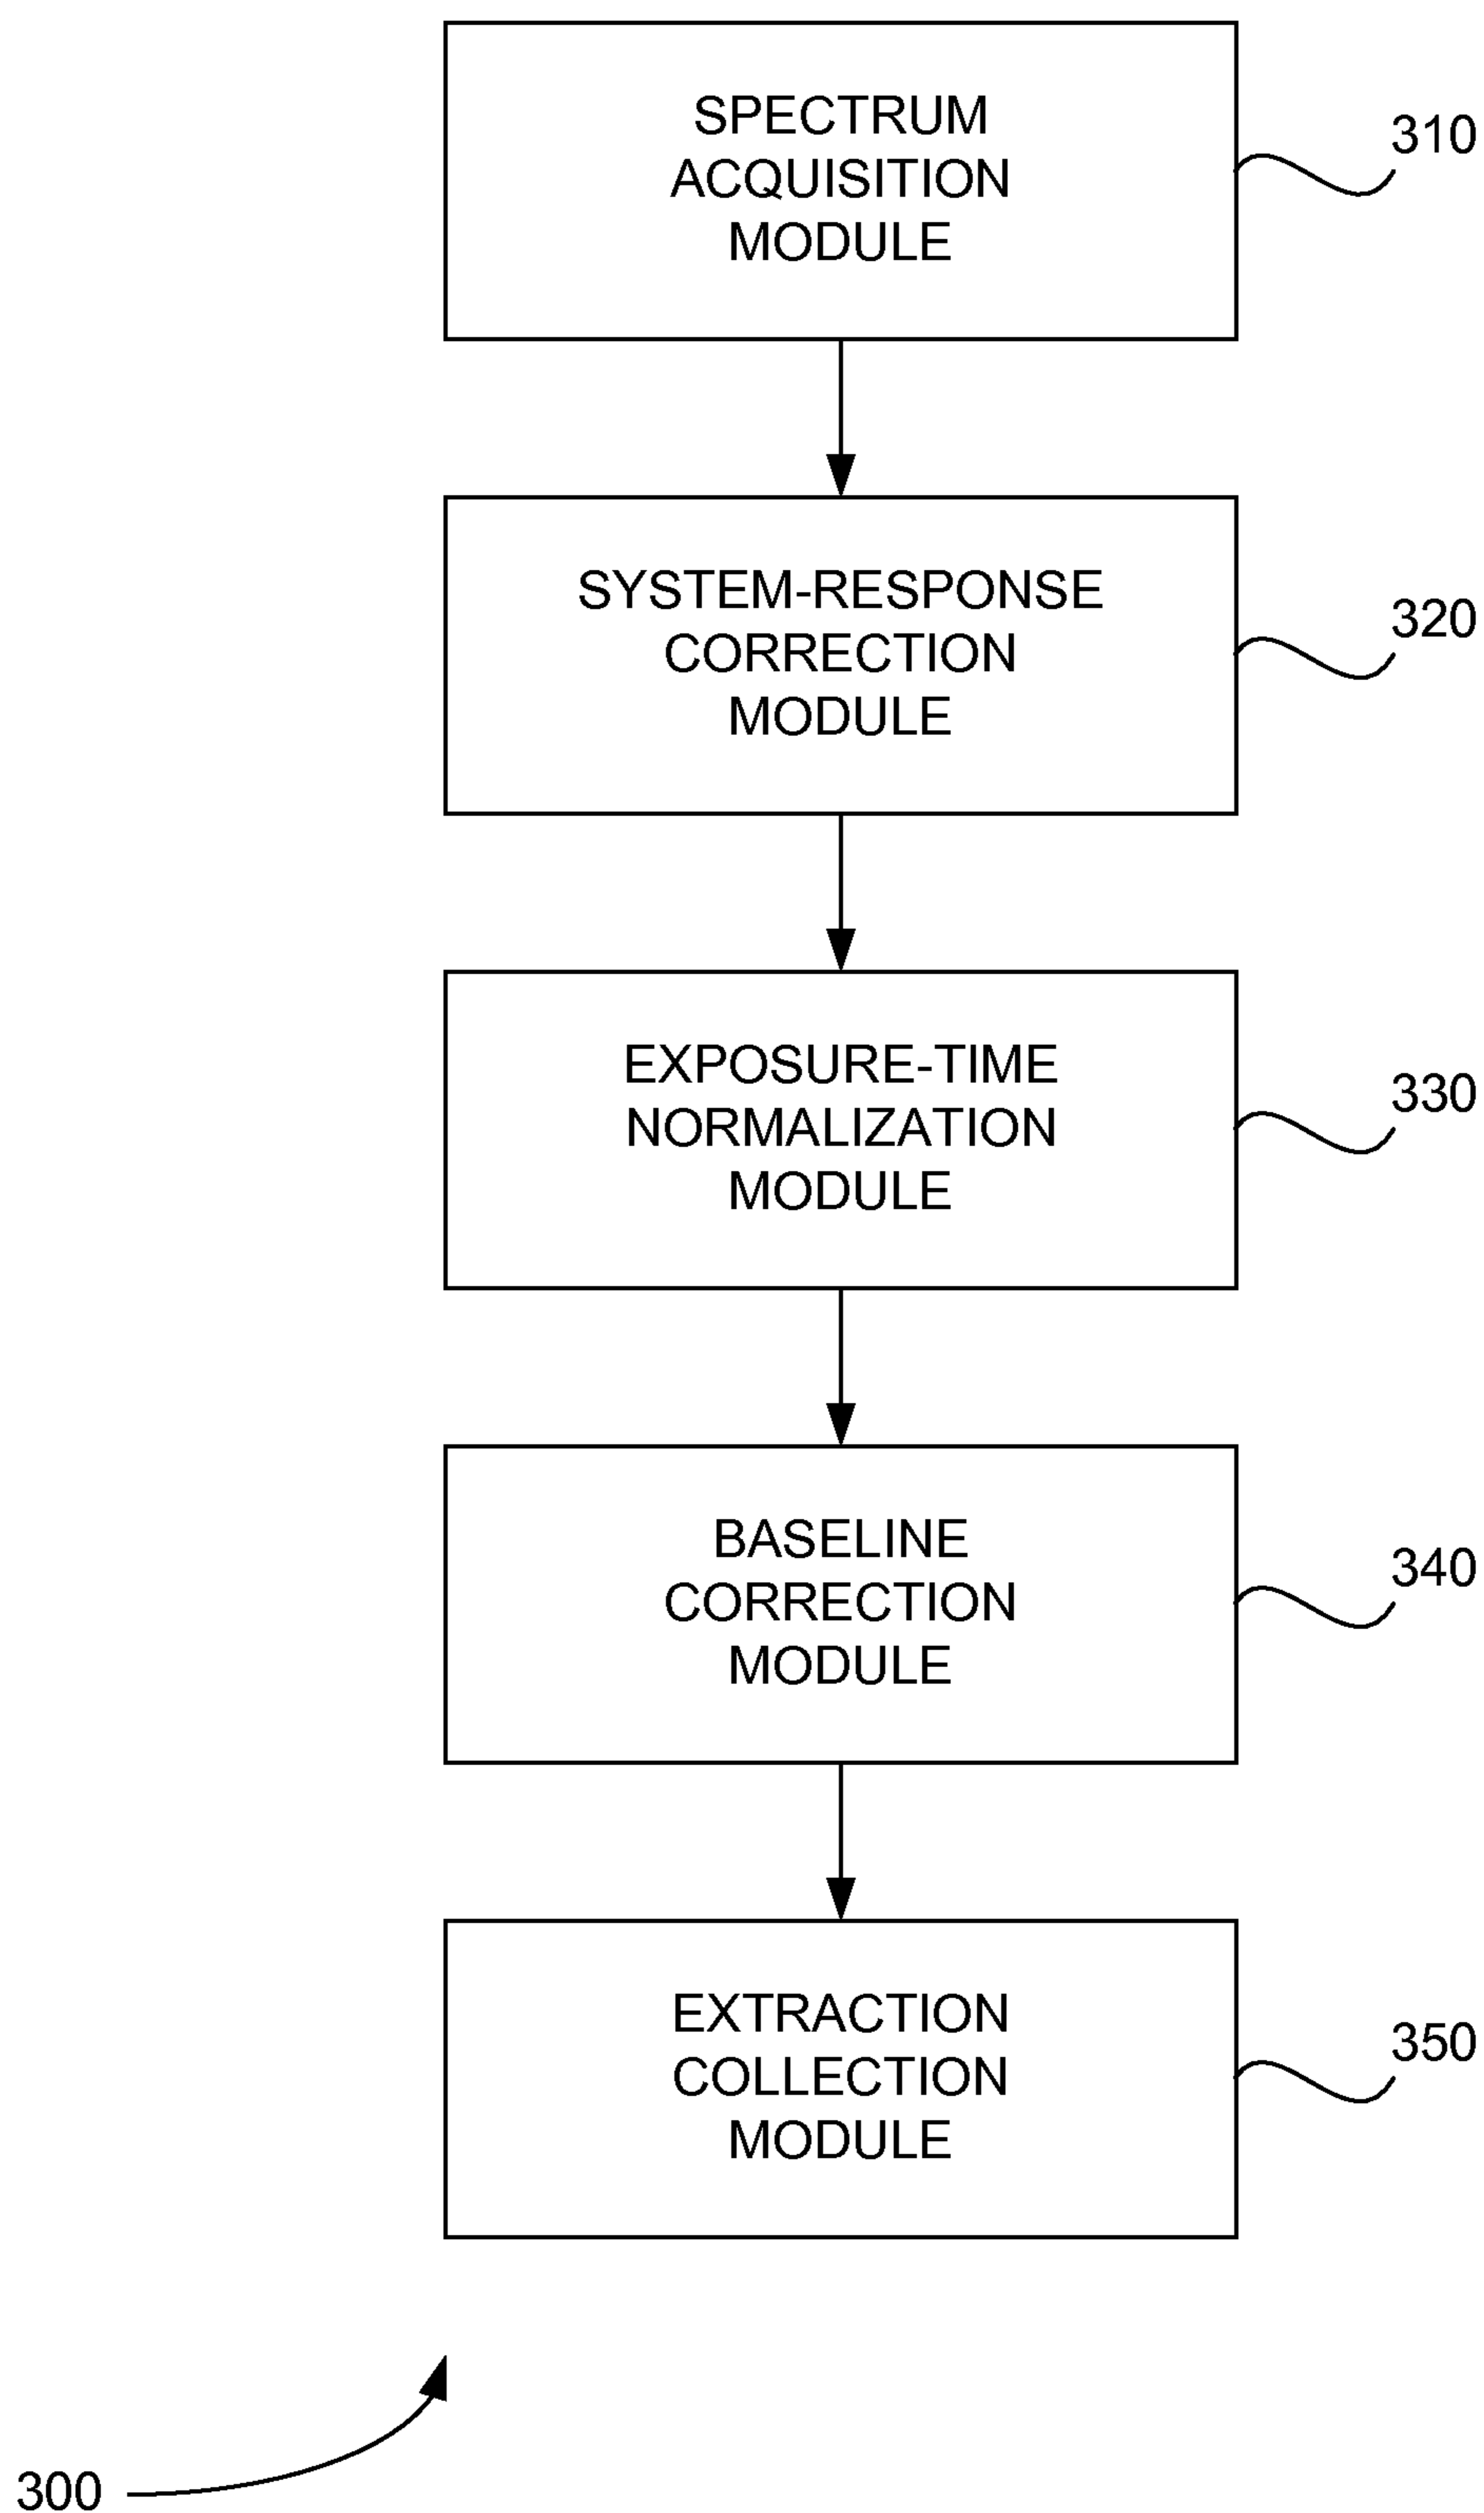 SPECTRUM
ACQUISITION
MODULE
310
SYSTEM-RESPONSE
CORRECTION
MODULE
320
EXPOSURE-TIME
NORMALIZATION
MODULE
330
BASELINE
CORRECTION
MODULE
340
EXTRACTION
COLLECTION
MODULE
350
300